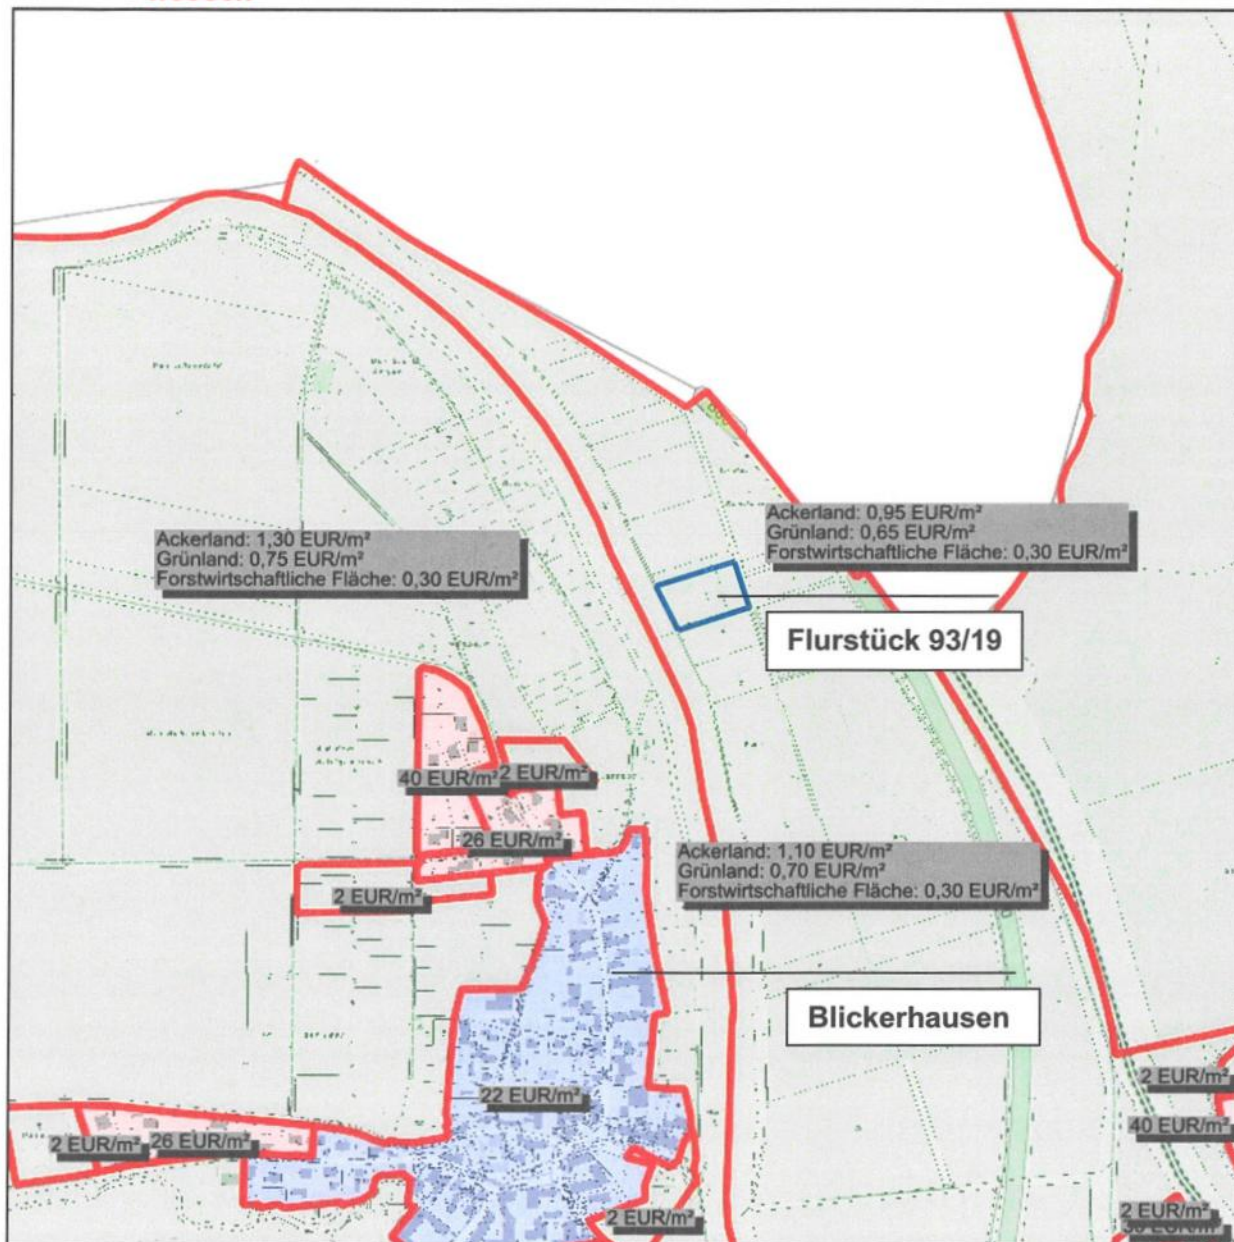 Ackerland: 0,95 EUR/m²
Grünland: 0,65 EUR/m²
Forstwirtschaftliche Fläche: 0,30 EUR/m²
Ackerland: 1,30 EUR/m²
Grünland: 0,75 EUR/m²
Forstwirtschaftliche Fläche: 0,30 EUR/m²
Flurstück 93/19
40 EUR/m²
2 EUR/m²
26 EUR/m²
Ackerland: 1,10 EUR/m²
Grünland: 0,70 EUR/m²
Forstwirtschaftliche Fläche: 0,30 EUR/m²
2 EUR/m²
Blickerhausen
22 EUR/m²
2 EUR/m²
40 EUR/m²
2 EUR/m²
26 EUR/m²
2 EUR/m²
2 EUR/m²